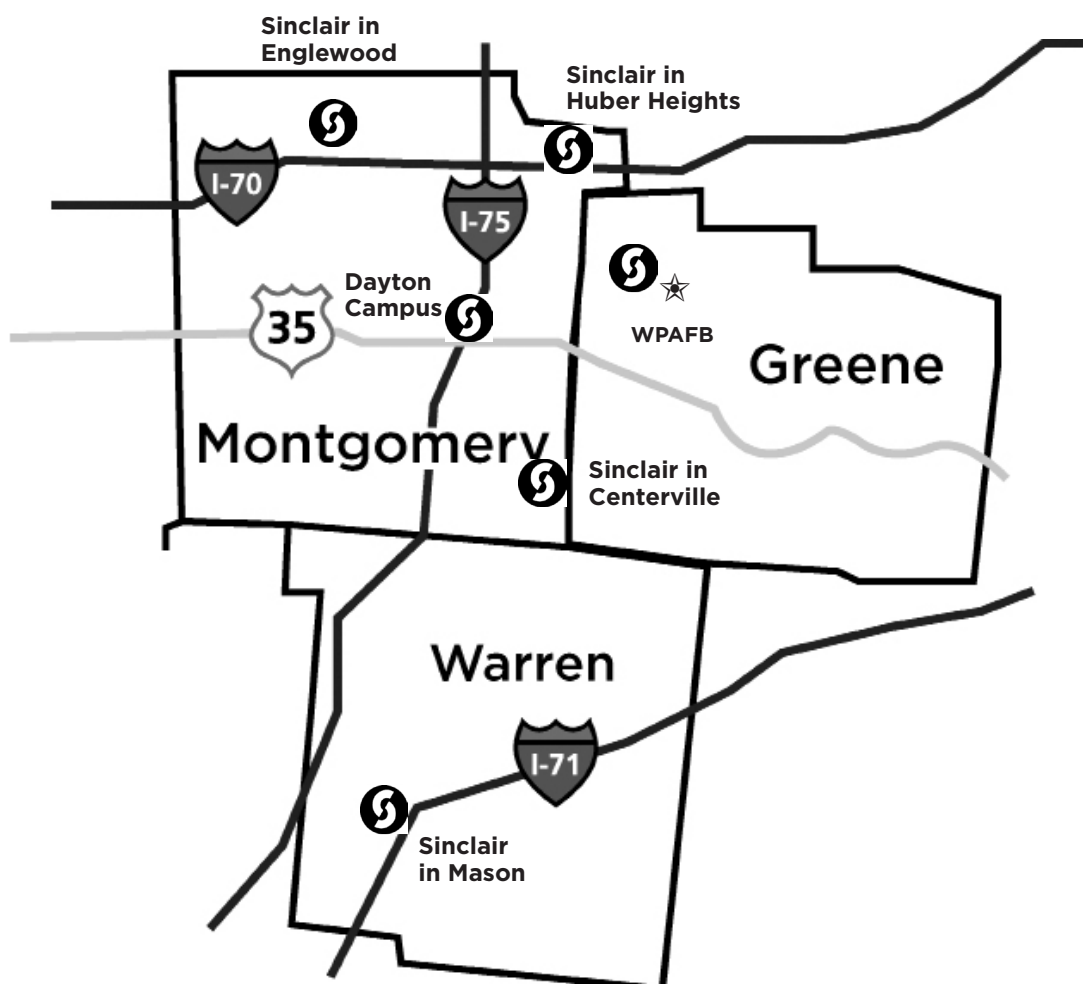 Sinclair in
Englewood
Sinclair in
Huber Heights
I-70
I-75
Dayton
Campus
35
WPAFB
Greene
Montgomery
Sinclair in
Centerville
Warren
I-71
Sinclair
in Mason